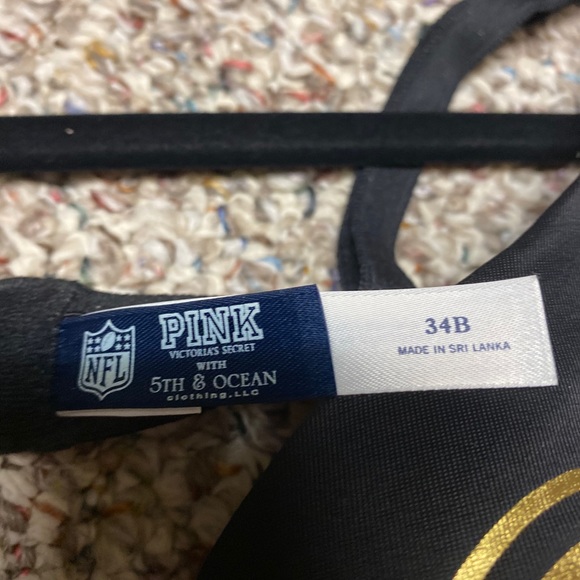 NFL
PINK
VICTORIA'S SECRET
WITH
5TH & OCEAN
clothing, LLC
34B
MADE IN SRI LANKA